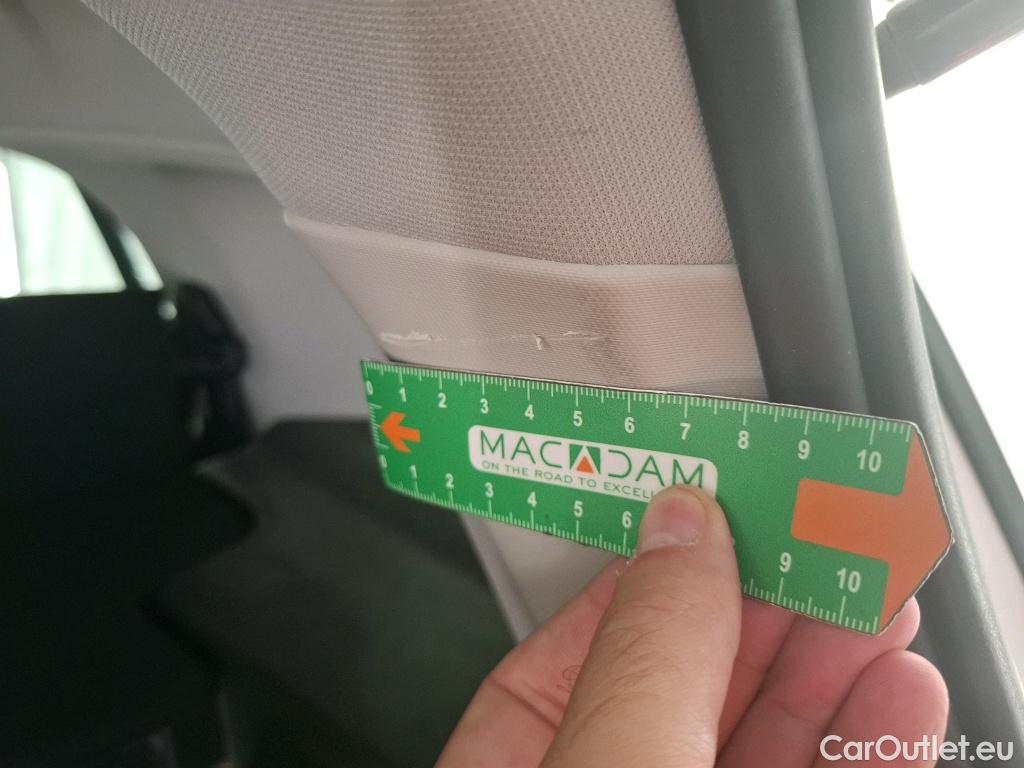 0 1 2 3 4 5 6 7 8 9 10
MACADAM
ON THE ROAD TO EXCELL
0 1 2 3 4 5 6 9 10
CarOutlet.eu